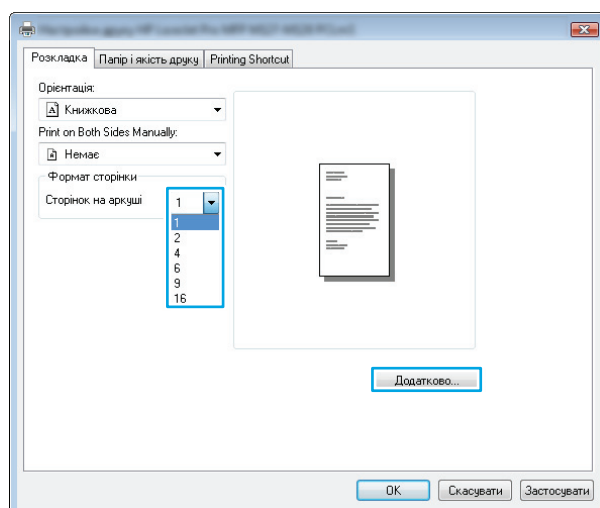 Розкладка Папір і якість друку Printing Shortcut
Орієнтація:
A Книжкова
Print on Both Sides Manually:
Немає
Формат сторінки
Сторінок на аркуші 1
1
2
4
6
9
16
Додатково...
OK Скасувати Застосувати